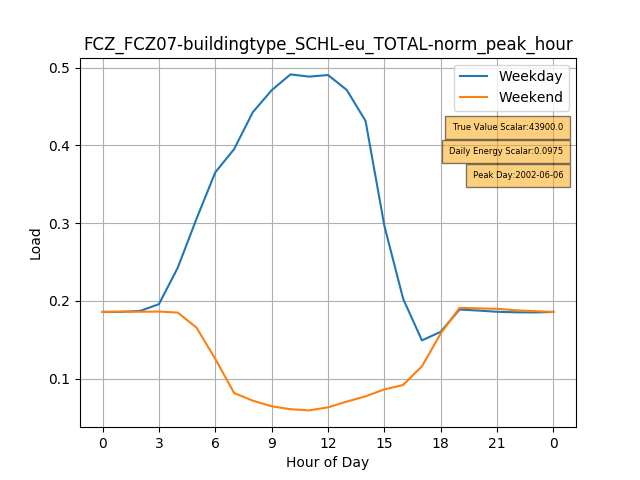 FCZ_FCZ07-buildingtype_SCHL-eu_TOTAL-norm_peak_hour
Weekday
Weekend
True Value Scalar:43900.0
Daily Energy Scalar:0.0975
Peak Day:2002-06-06
0.5
0.4
0.3
0.2
0.1
Load
0 3 6 9 12 15 18 21 0
Hour of Day